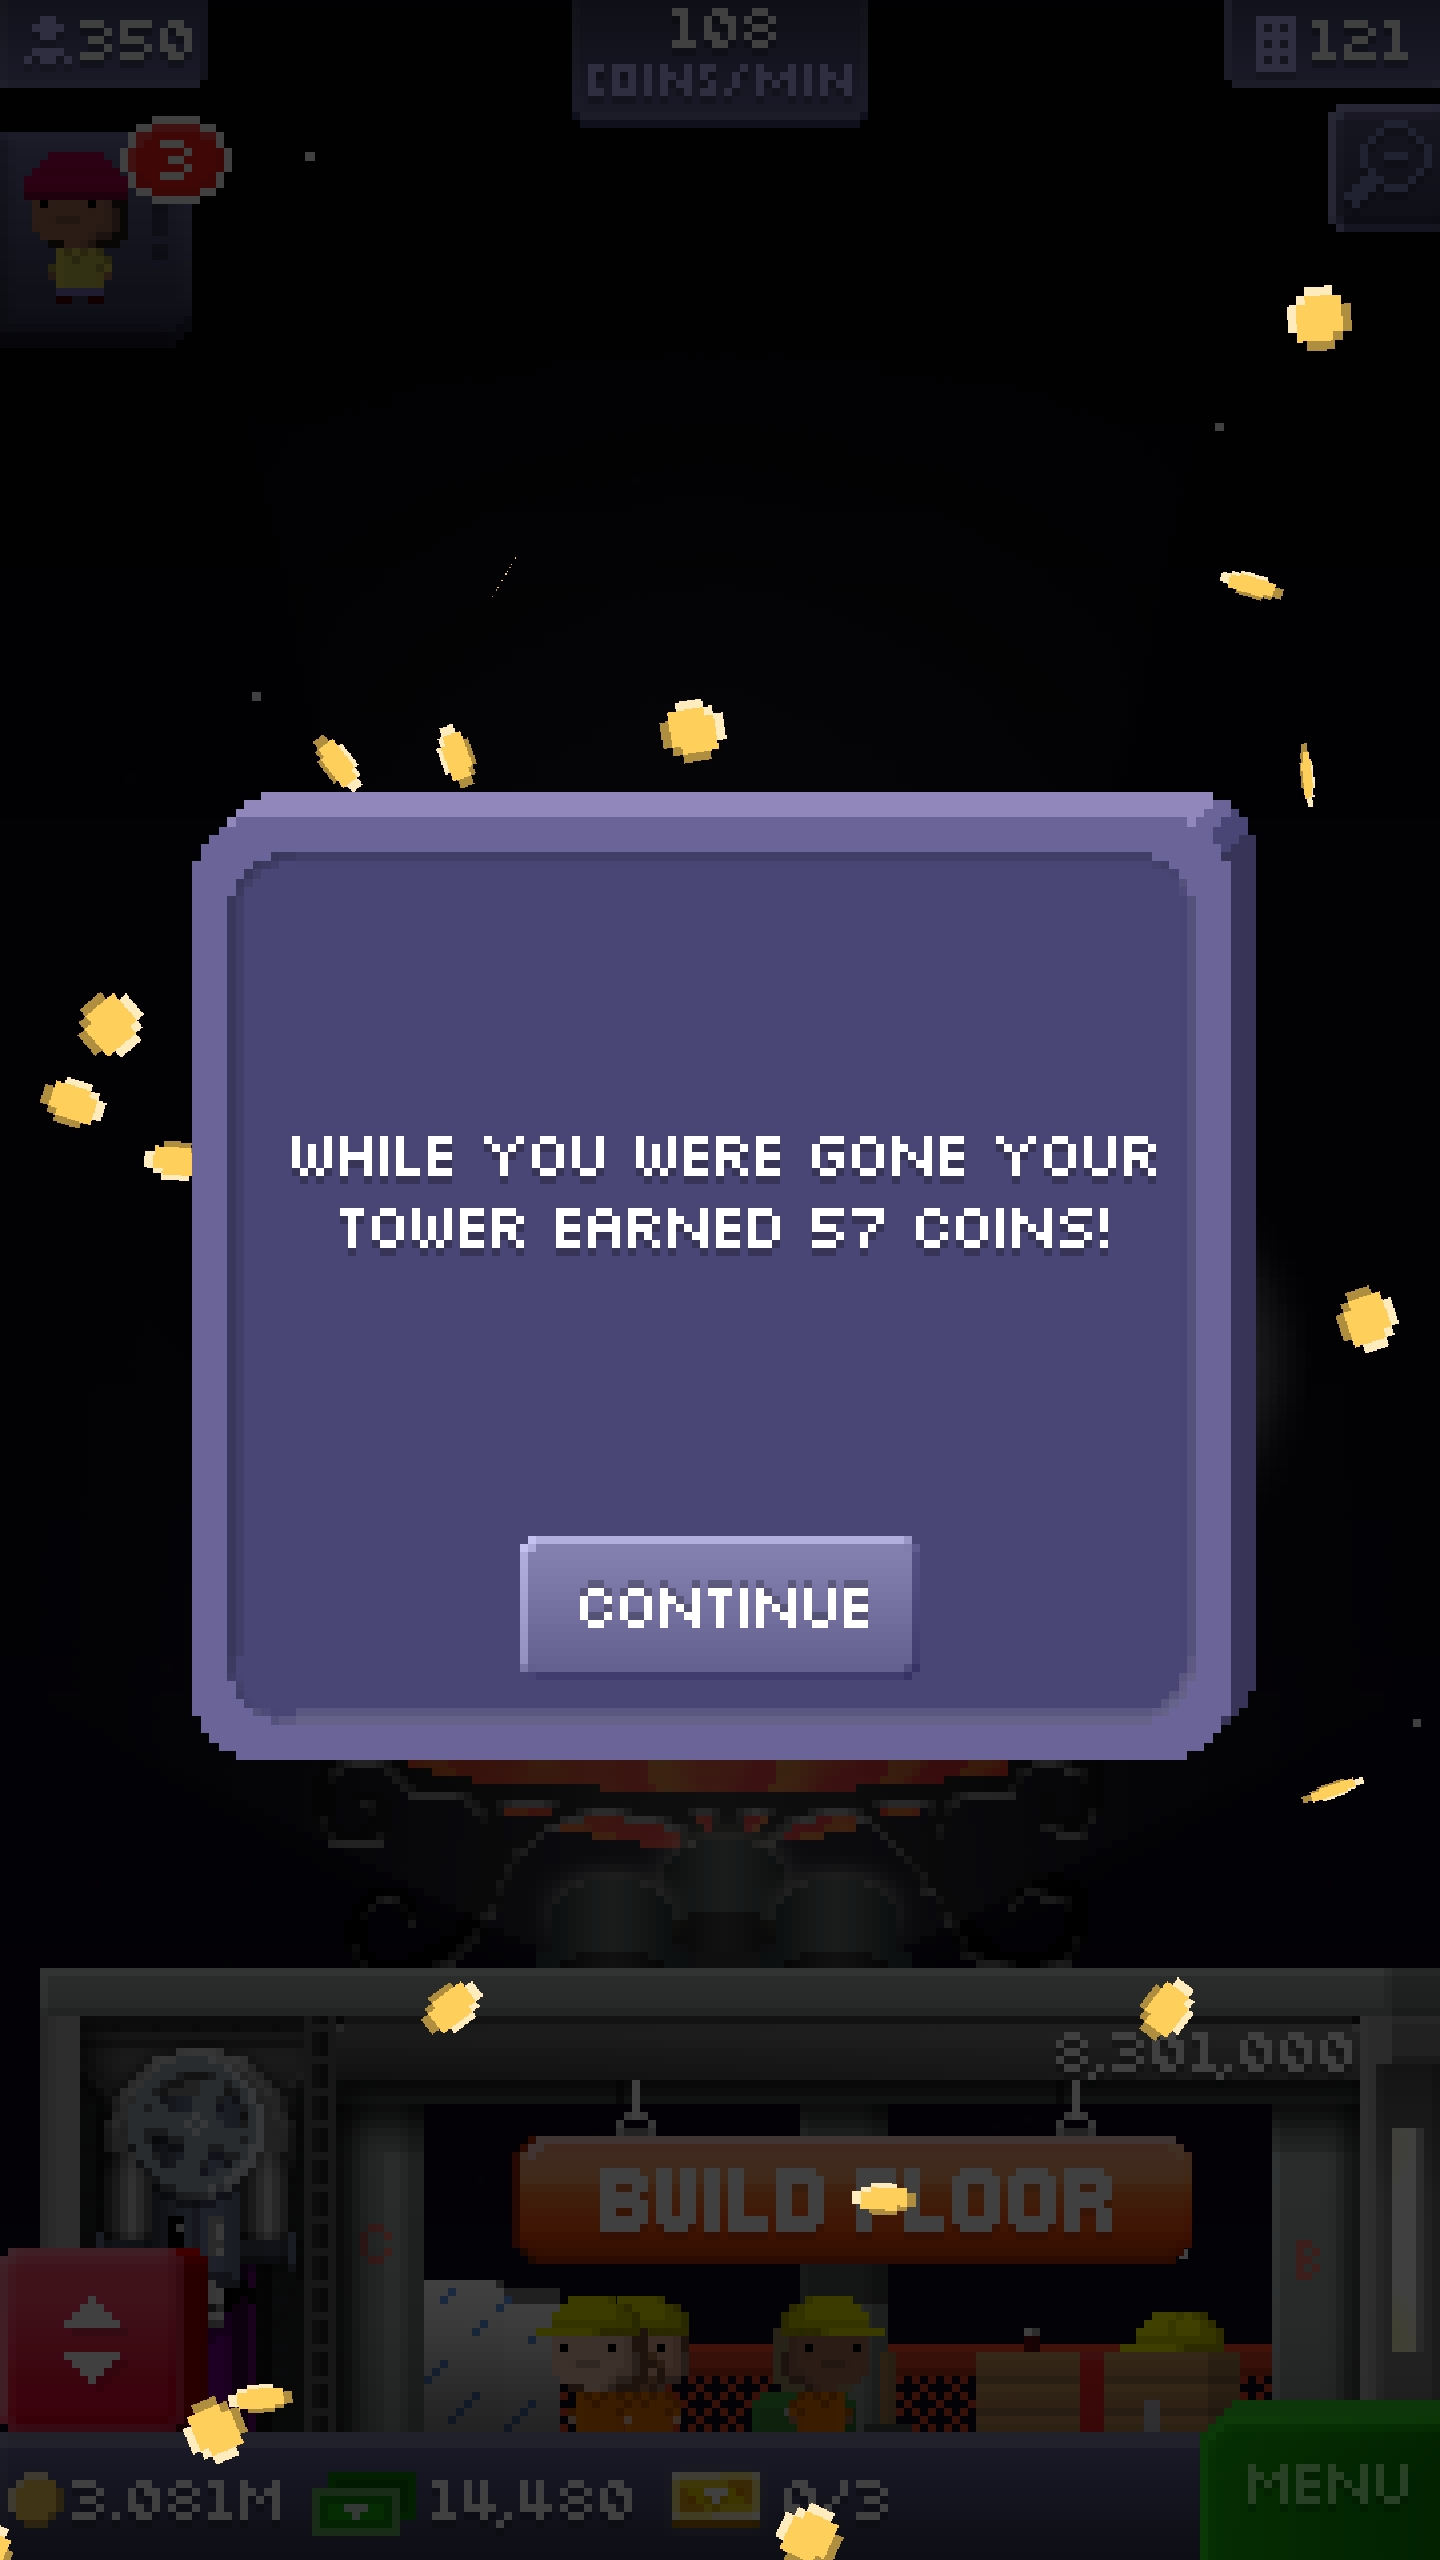 350
108
COINS/MIN
121
3
WHILE YOU WERE GONE YOUR
TOWER EARNED 57 COINS!
CONTINUE
8,301,000
BUILD FLOOR
C
B
3.081M
14,480
0/3
MENU